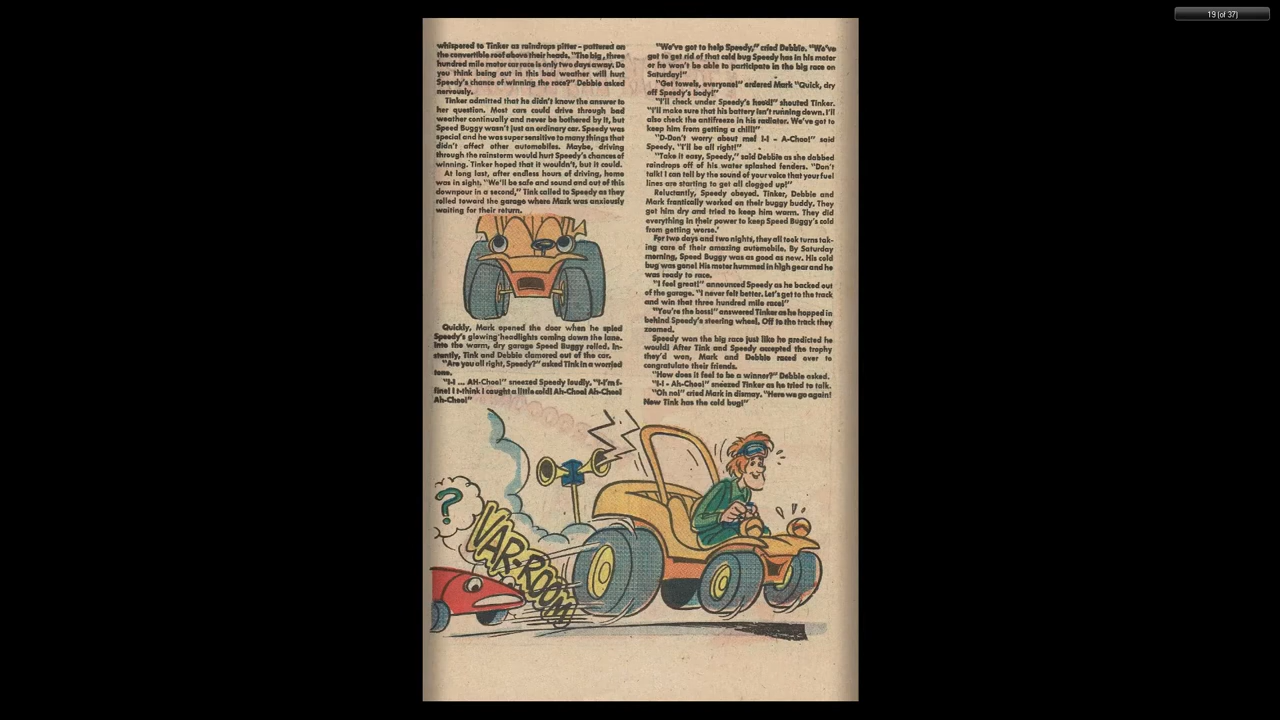 19 (of 37)
whispered to Tinker as raindrops pitter - pattered on
the convertible roof above their heads. "The big, three
hundred mile motor car race is only two days away. Do
you think being out in this bad weather will hurt
Speedy's chance of winning the race?" Debbie asked
nervously.
Tinker admitted that he didn't know the answer to
her question. Most cars could drive through bad
weather continually and never be bothered by it, but
Speed Buggy wasn't just an ordinary car. Speedy was
special and he was super sensitive to many things that
didn't affect other automobiles. Maybe, driving
through the rainstorm would hurt Speedy's chances of
winning. Tinker hoped that it wouldn't, but it could.
At long last, after endless hours of driving, home
was in sight. "We'll be safe and sound and out of this
downpour in a second," Tink called to Speedy as they
rolled toward the garage where Mark was anxiously
waiting for their return.
Quickly, Mark opened the door when he spied
Speedy's glowing headlights coming down the lane.
Into the warm, dry garage Speed Buggy rolled. In-
stantly, Tink and Debbie clamored out of the car.
"Are you all right, Speedy?" asked Tink in a worried
tone.
"I-I ... AH-Choo!" sneezed Speedy loudly. "I-I'm f-
fine! I t-think I caught a little cold! Ah-Choo! Ah-Choo!
Ah-Choo!"
"We've got to help Speedy," cried Debbie. "We've
got to get rid of that cold bug Speedy has in his motor
or he won't be able to participate in the big race on
Saturday!"
"Get towels, everyone!" ordered Mark "Quick, dry
off Speedy's body!"
"I'll check under Speedy's hood!" shouted Tinker.
"I'll make sure that his battery isn't running down. I'll
also check the antifreeze in his radiator. We've got to
keep him from getting a chill!"
"D-Don't worry about me! I-I - A-Choo!" said
Speedy. "I'll be all right!"
"Take it easy, Speedy," said Debbie as she dabbed
raindrops off of his water splashed fenders. "Don't
talk! I can tell by the sound of your voice that your fuel
lines are starting to get all clogged up!"
Reluctantly, Speedy obeyed. Tinker, Debbie and
Mark frantically worked on their buggy buddy. They
got him dry and tried to keep him warm. They did
everything in their power to keep Speed Buggy's cold
from getting worse.
For two days and two nights, they all took turns tak-
ing care of their amazing automobile. By Saturday
morning, Speed Buggy was as good as new. His cold
bug was gone! His motor hummed in high gear and he
was ready to race.
"I feel great!" announced Speedy as he backed out
of the garage. "I never felt better. Let's get to the track
and win that three hundred mile race!"
"You're the boss!" answered Tinker as he hopped in
behind Speedy's steering wheel. Off to the track they
zoomed.
Speedy won the big race just like he predicted he
would! After Tink and Speedy accepted the trophy
they'd won, Mark and Debbie raced over to
congratulate their friends.
"How does it feel to be a winner?" Debbie asked.
"I-I - Ah-Choo!" sneezed Tinker as he tried to talk.
"Oh no!" cried Mark in dismay. "Here we go again!
Now Tink has the cold bug!"
?
VAR-ROOM